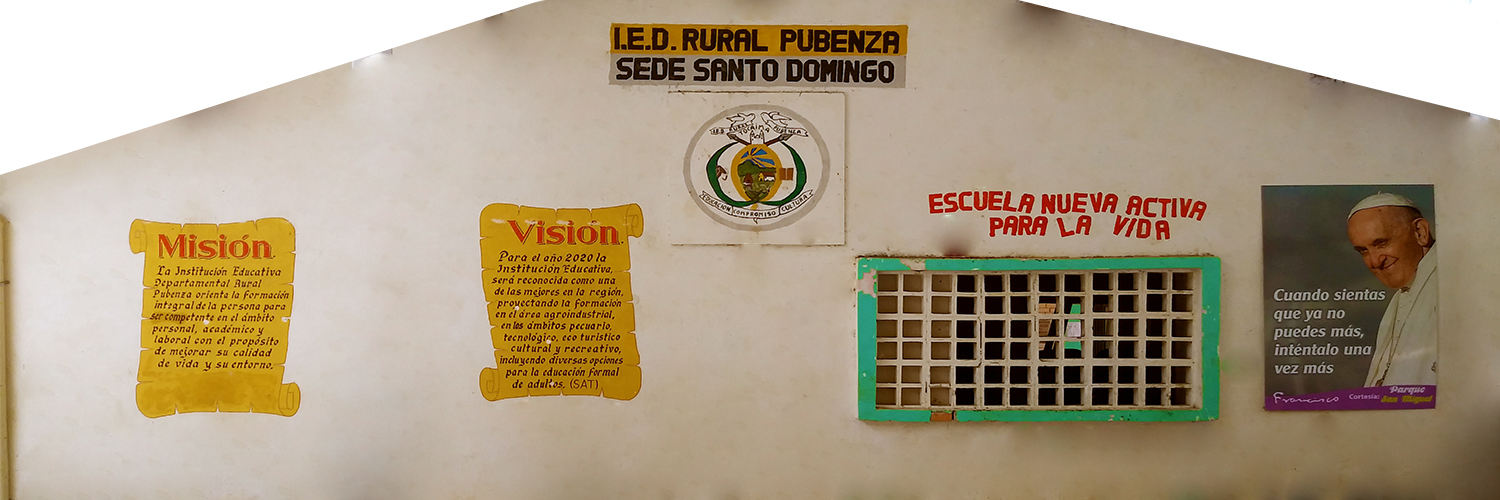 I.E.D. RURAL PUBENZA
SEDE SANTO DOMINGO
I.E.D. RURAL PUBENZA
TOCAIMA
EDUCACION COMPROMISO CULTURA
Misión.
La Institución Educativa
Departamental Rural
Pubenza orienta la formación
integral de la persona para
ser competente en el ámbito
personal, académico y
laboral con el propósito
de mejorar su calidad
de vida y su entorno.
Visión.
Para el año 2020 la
Institución Educativa,
será reconocida como una
de las mejores en la región,
proyectando la formación
en el área agroindustrial,
en los ámbitos pecuario,
tecnológico, eco turístico
cultural y recreativo,
incluyendo diversas opciones
para la educación formal
de adultos. (SAT)
ESCUELA NUEVA ACTIVA
PARA LA VIDA
Cuando sientas
que ya no
puedes más,
inténtalo una
vez más
Francisco
Cortesía: Parque
San Miguel